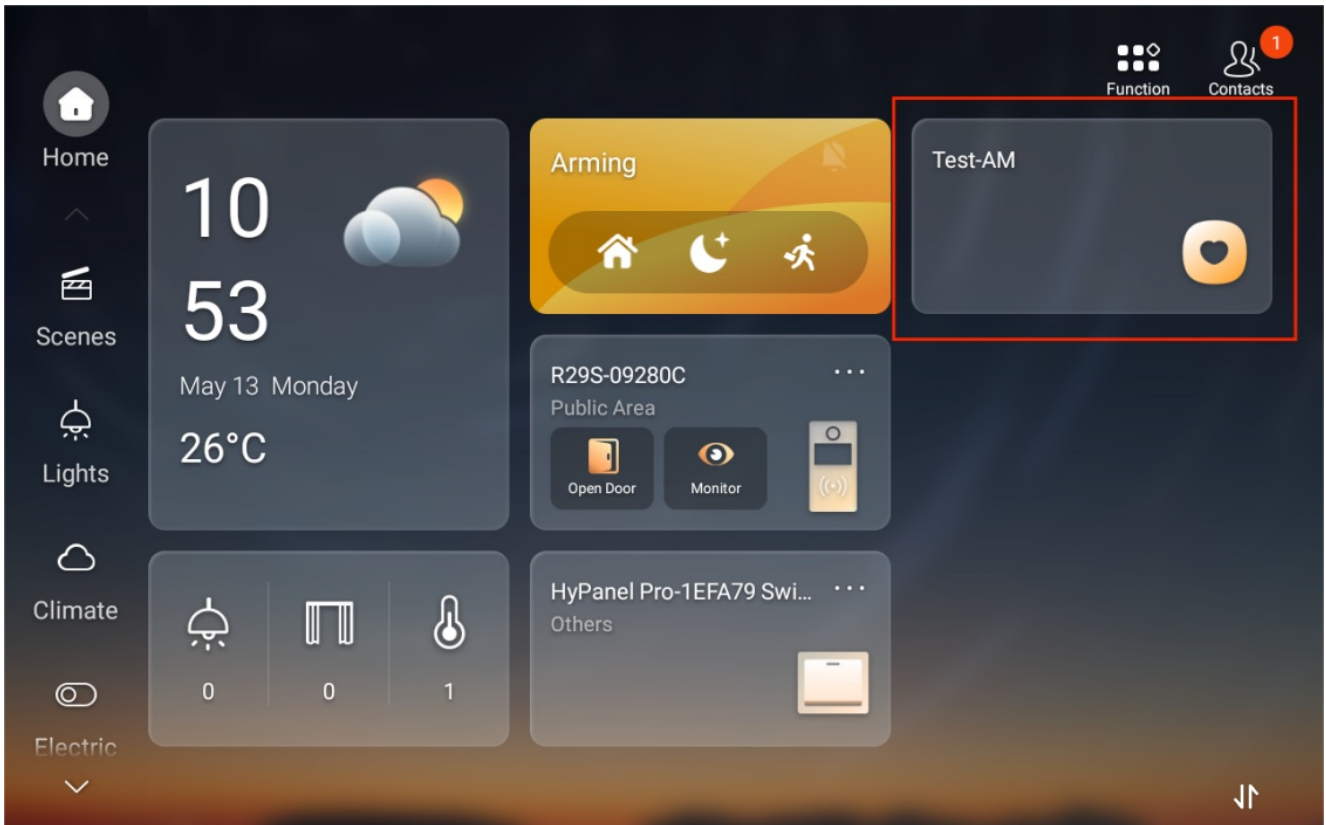 Function
Contacts
1
Home
Scenes
Lights
Climate
Electric
10
53
May 13 Monday
26°C
0
0
1
Arming
R29S-09280C
Public Area
Open Door
Monitor
HyPanel Pro-1EFA79 Swi...
Others
Test-AM